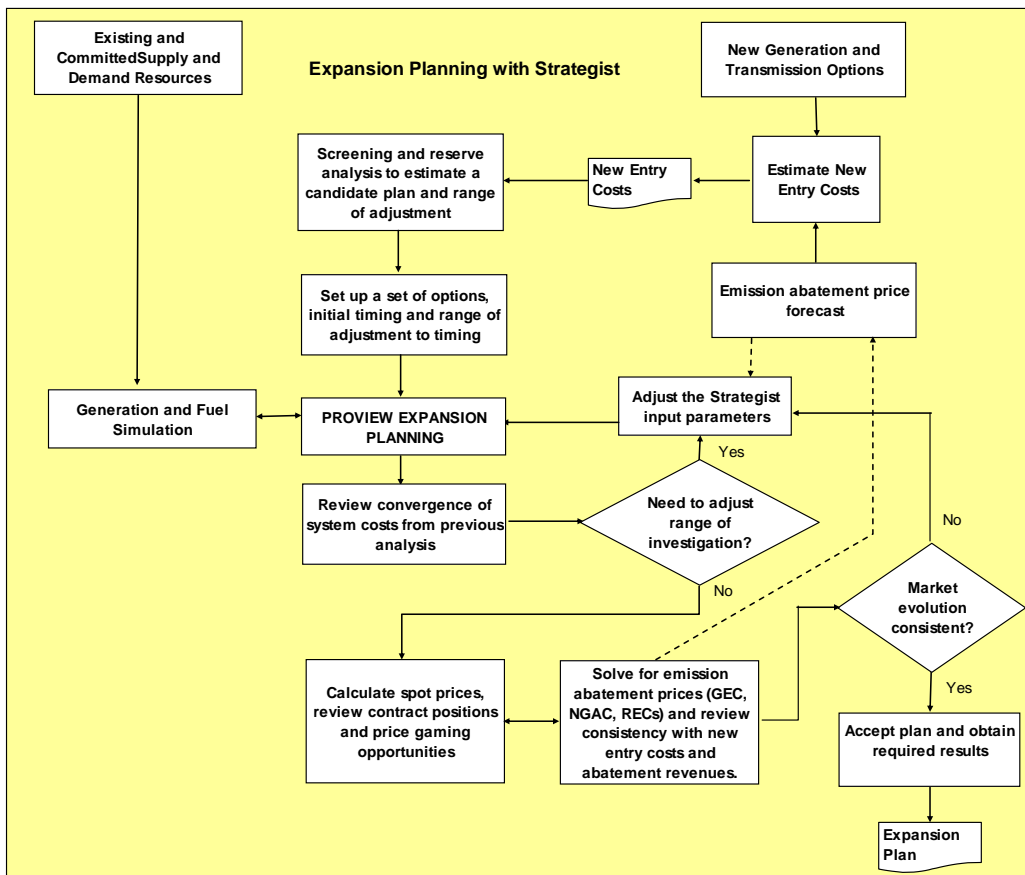 Existing and
CommittedSupply and
Demand Resources
Expansion Planning with Strategist
New Generation and
Transmission Options
Screening and reserve
analysis to estimate a
candidate plan and range
of adjustment
New Entry
Costs
Estimate New
Entry Costs
Set up a set of options,
initial timing and range of
adjustment to timing
Emission abatement price
forecast
Generation and Fuel
Simulation
PROVIEW EXPANSION
PLANNING
Adjust the Strategist
input parameters
Yes
Review convergence of
system costs from previous
analysis
Need to adjust
range of
investigation?
No
No
Market
evolution
consistent?
Yes
Calculate spot prices,
review contract positions
and price gaming
opportunities
Solve for emission
abatement prices (GEC,
NGAC, RECs) and review
consistency with new
entry costs and
abatement revenues.
Accept plan and obtain
required results
Expansion
Plan